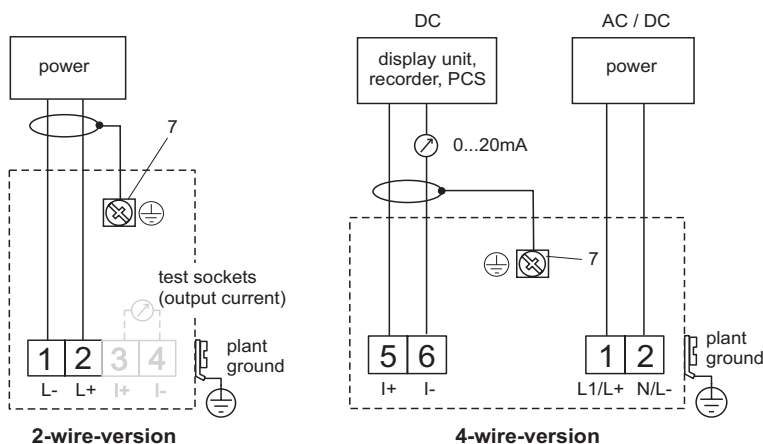 power
7
test sockets
(output current)
1 2 3 4
L- L+ I+ I-
plant
ground
2-wire-version
DC
AC / DC
display unit,
recorder, PCS
power
0...20mA
7
5 6
I+ I-
1 2
L1/L+ N/L-
plant
ground
4-wire-version